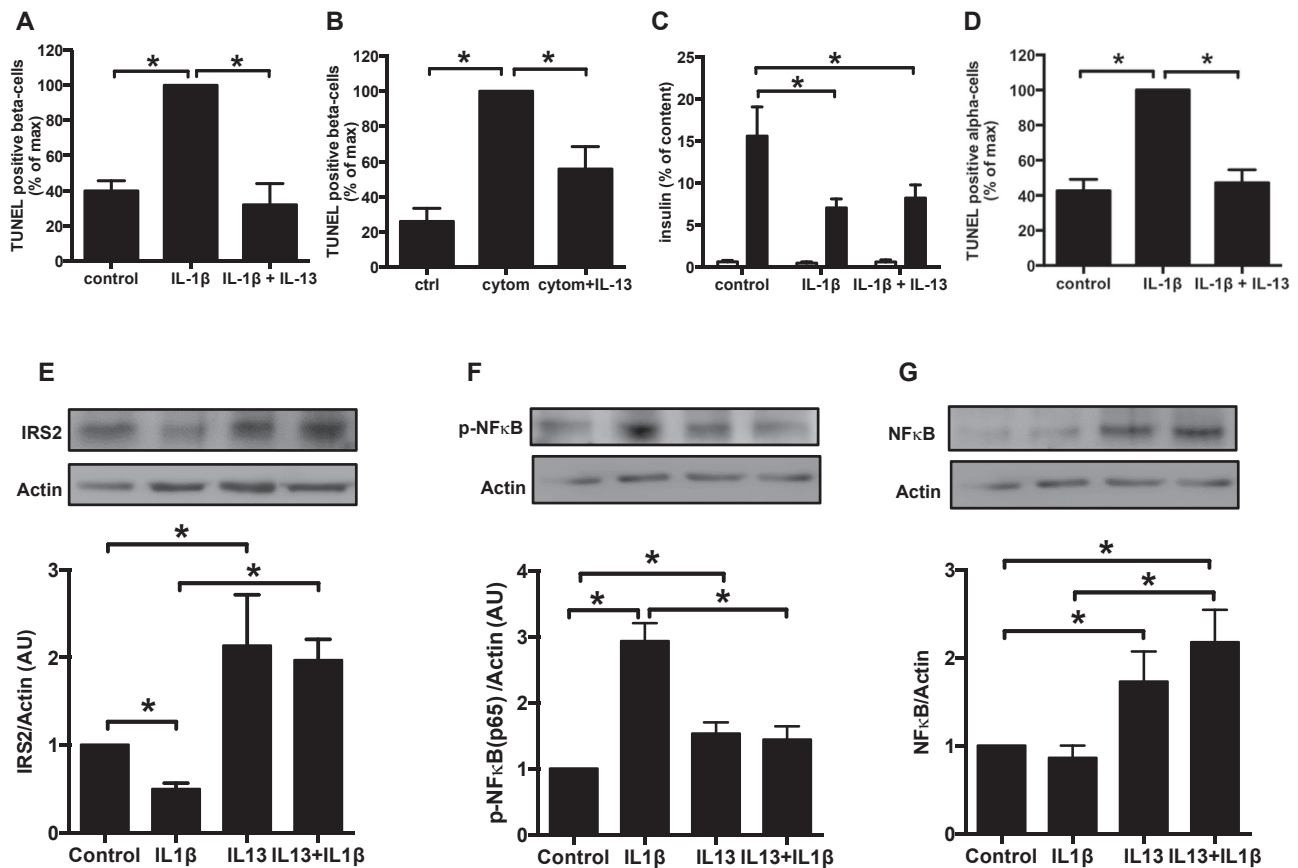 A
TUNEL positive beta-cells
(% of max)
120
100
80
60
40
20
0
*
*
control IL-1β IL-1β + IL-13
B
TUNEL positive beta-cells
(% of max)
120
100
80
60
40
20
0
*
*
ctrl cytom cytom+IL-13
C
insulin (% of content)
25
20
15
10
5
0
*
*
control IL-1β IL-1β + IL-13
D
TUNEL positive alpha-cells
(% of max)
120
100
80
60
40
20
0
*
*
control IL-1β IL-1β + IL-13
E
IRS2
Actin
IRS2/Actin (AU)
3
2
1
0
*
*
*
Control IL1β IL13 IL13+IL1β
F
p-NFκB
Actin
p-NFκB(p65) /Actin (AU)
4
3
2
1
0
*
*
*
Control IL1β IL13 IL13+IL1β
G
NFκB
Actin
NFκB/Actin
3
2
1
0
*
*
*
Control IL1β IL13 IL13+IL1β